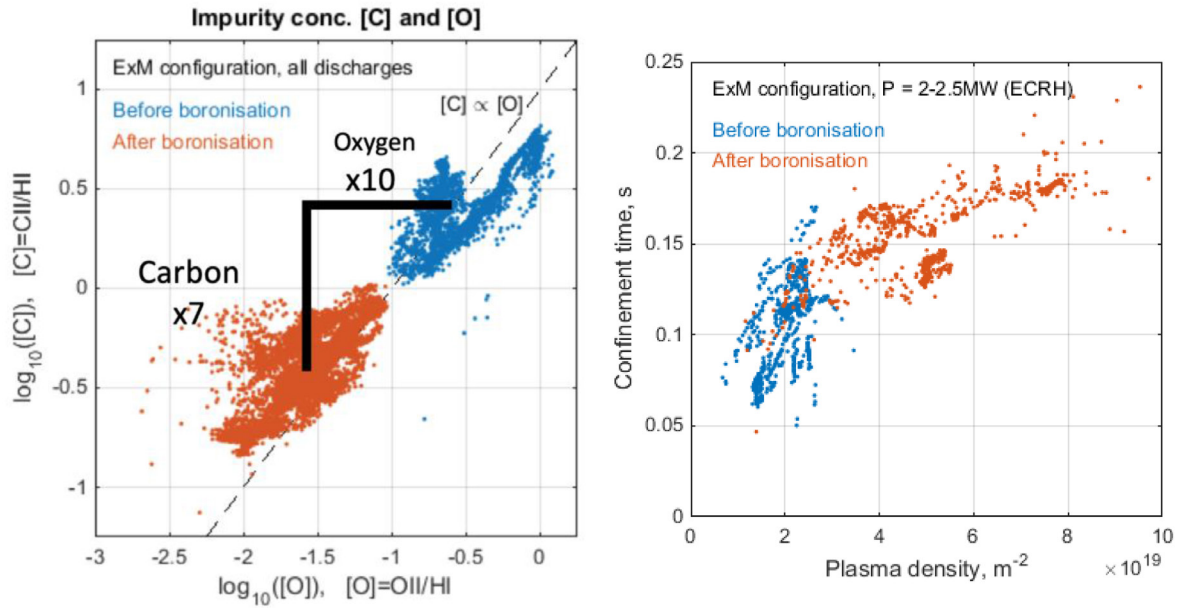 Impurity conc. [C] and [O]
ExM configuration, all discharges
Before boronisation
After boronisation
[C] ∝ [O]
Oxygen
x10
Carbon
x7
log10([C]), [C]=CII/HI
1
0.5
0
-0.5
-1
-3 -2.5 -2 -1.5 -1 -0.5 0
log10([O]), [O]=OII/HI
ExM configuration, P = 2-2.5MW (ECRH)
Before boronisation
After boronisation
Confinement time, s
0.25
0.2
0.15
0.1
0.05
0
0 2 4 6 8 10
Plasma density, m-2 × 10^19